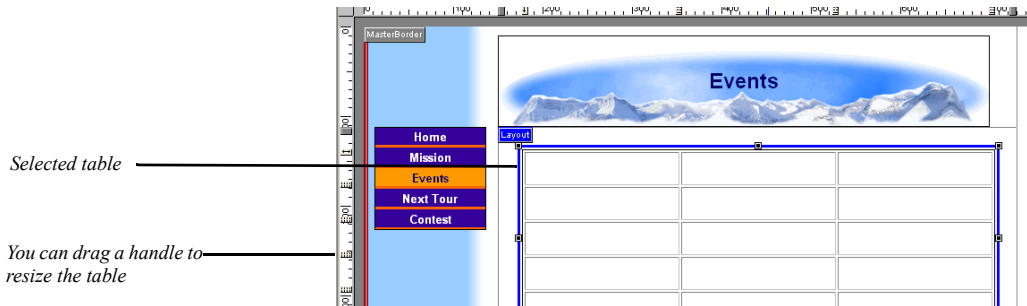 MasterBorder
Events
Layout
Home
Mission
Events
Next Tour
Contest
Selected table
You can drag a handle to
resize the table